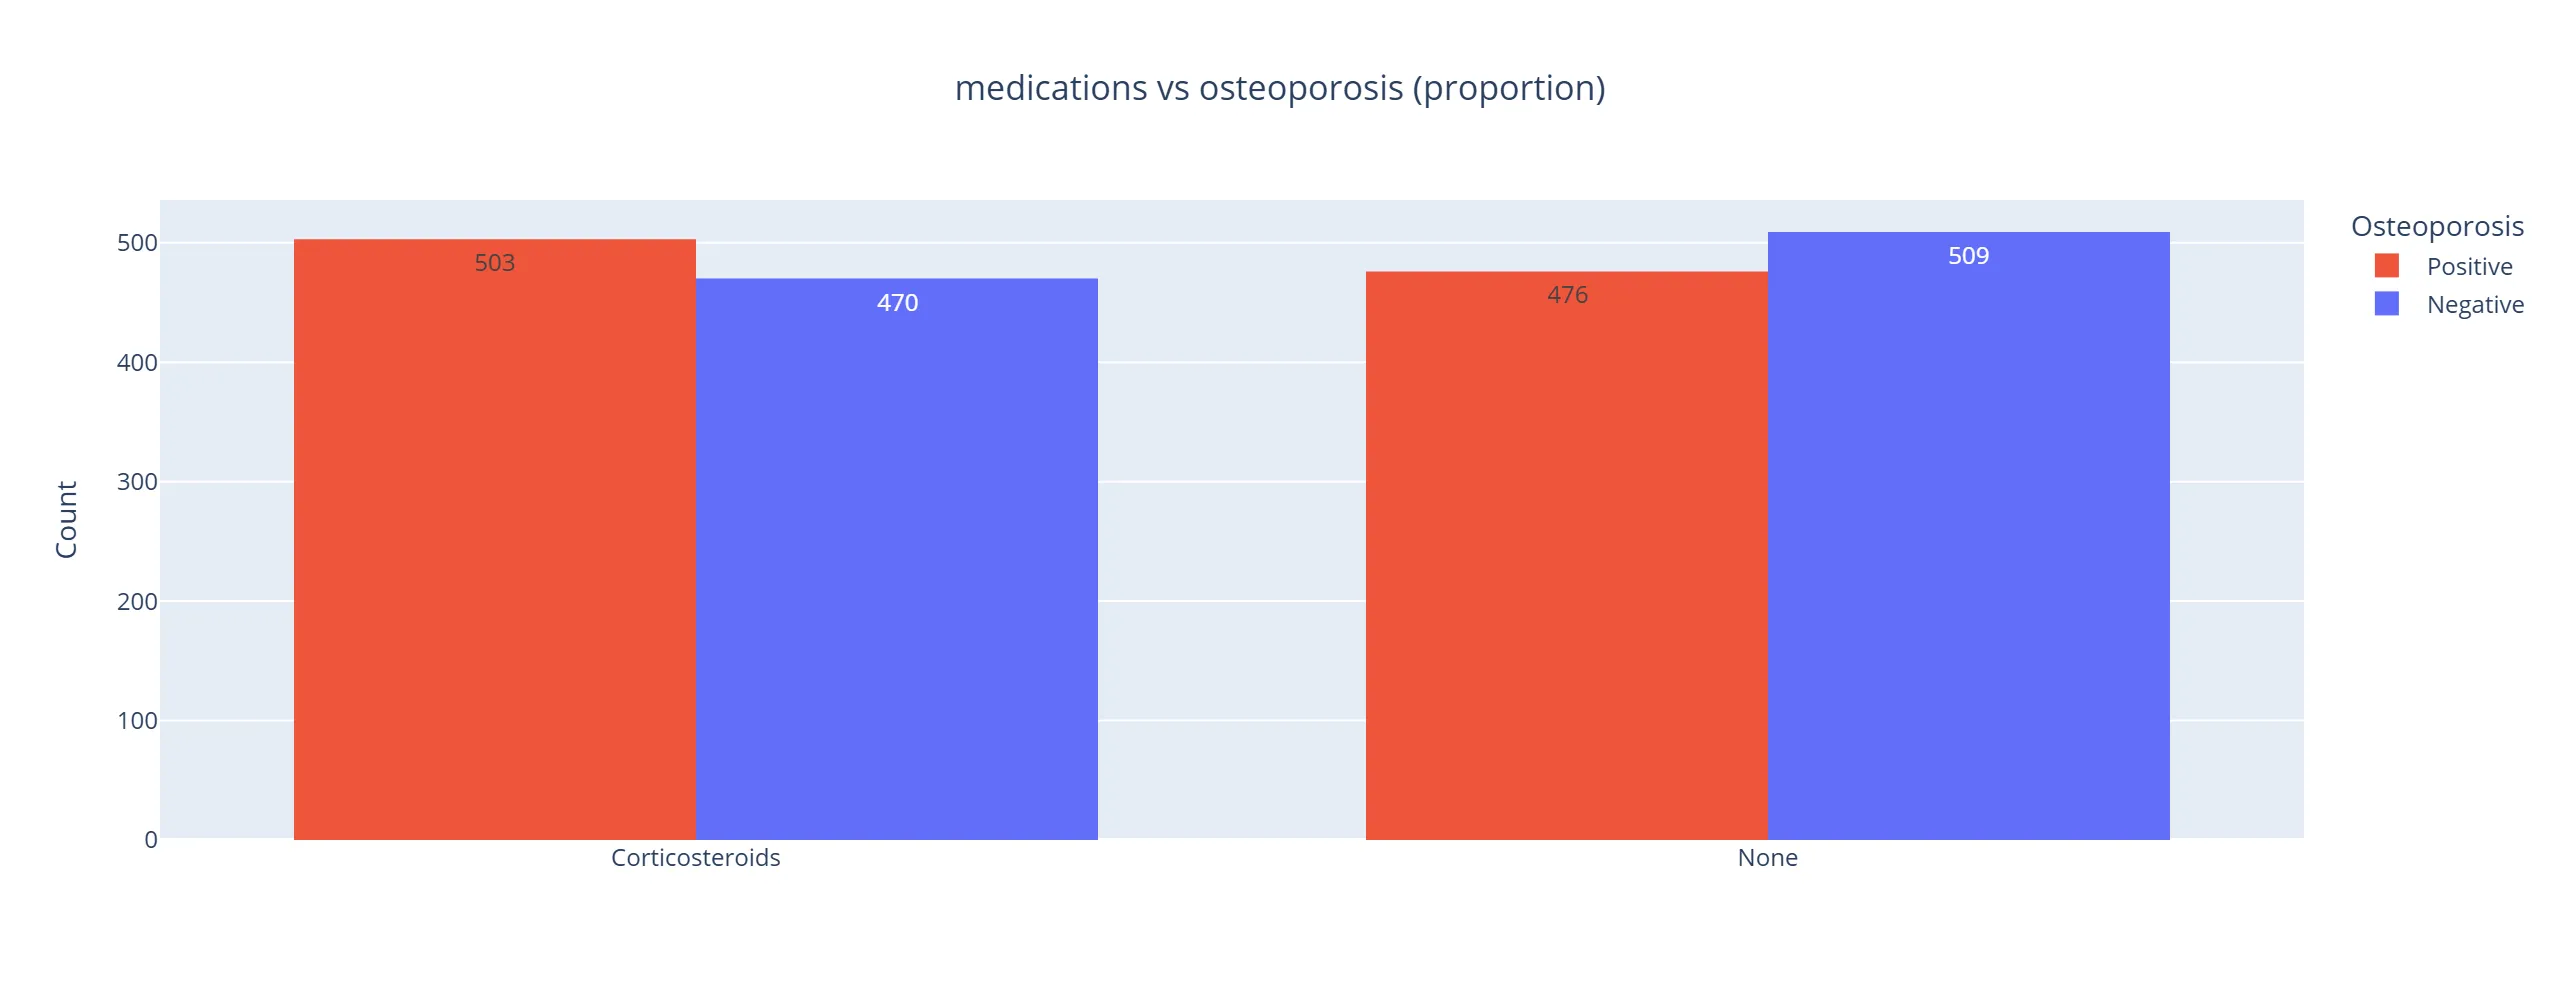 medications vs osteoporosis (proportion)
Osteoporosis
Positive
Negative
Count
500
400
300
200
100
0
503
470
476
509
Corticosteroids
None